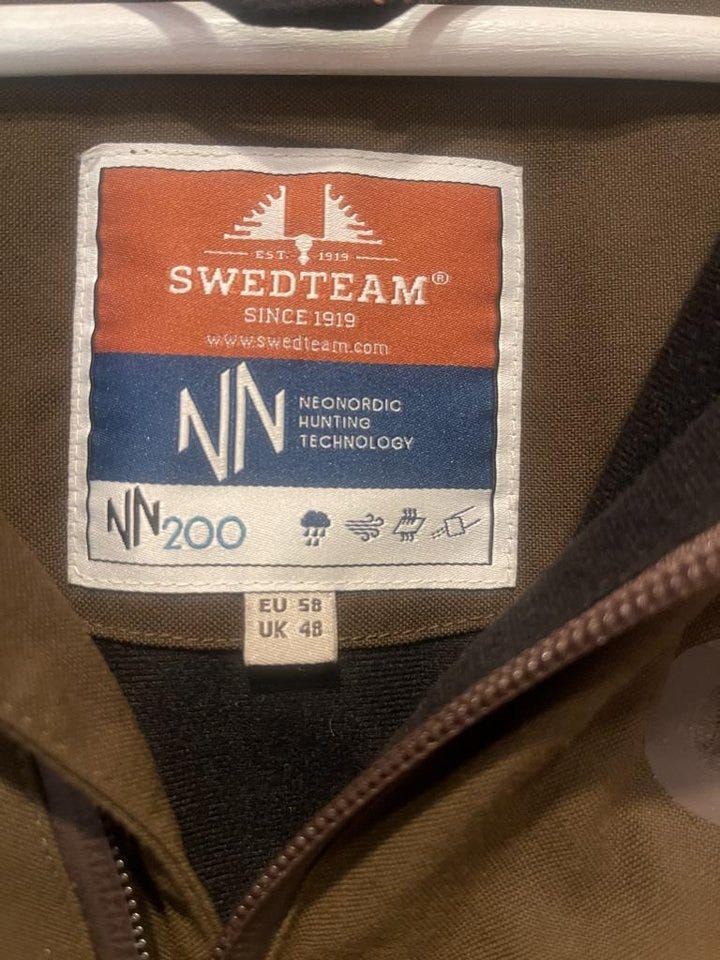 EST. 1919
SWEDTEAM®
SINCE 1919
www.swedteam.com
NN
NEONORDIC
HUNTING
TECHNOLOGY
NN200
EU 58
UK 48